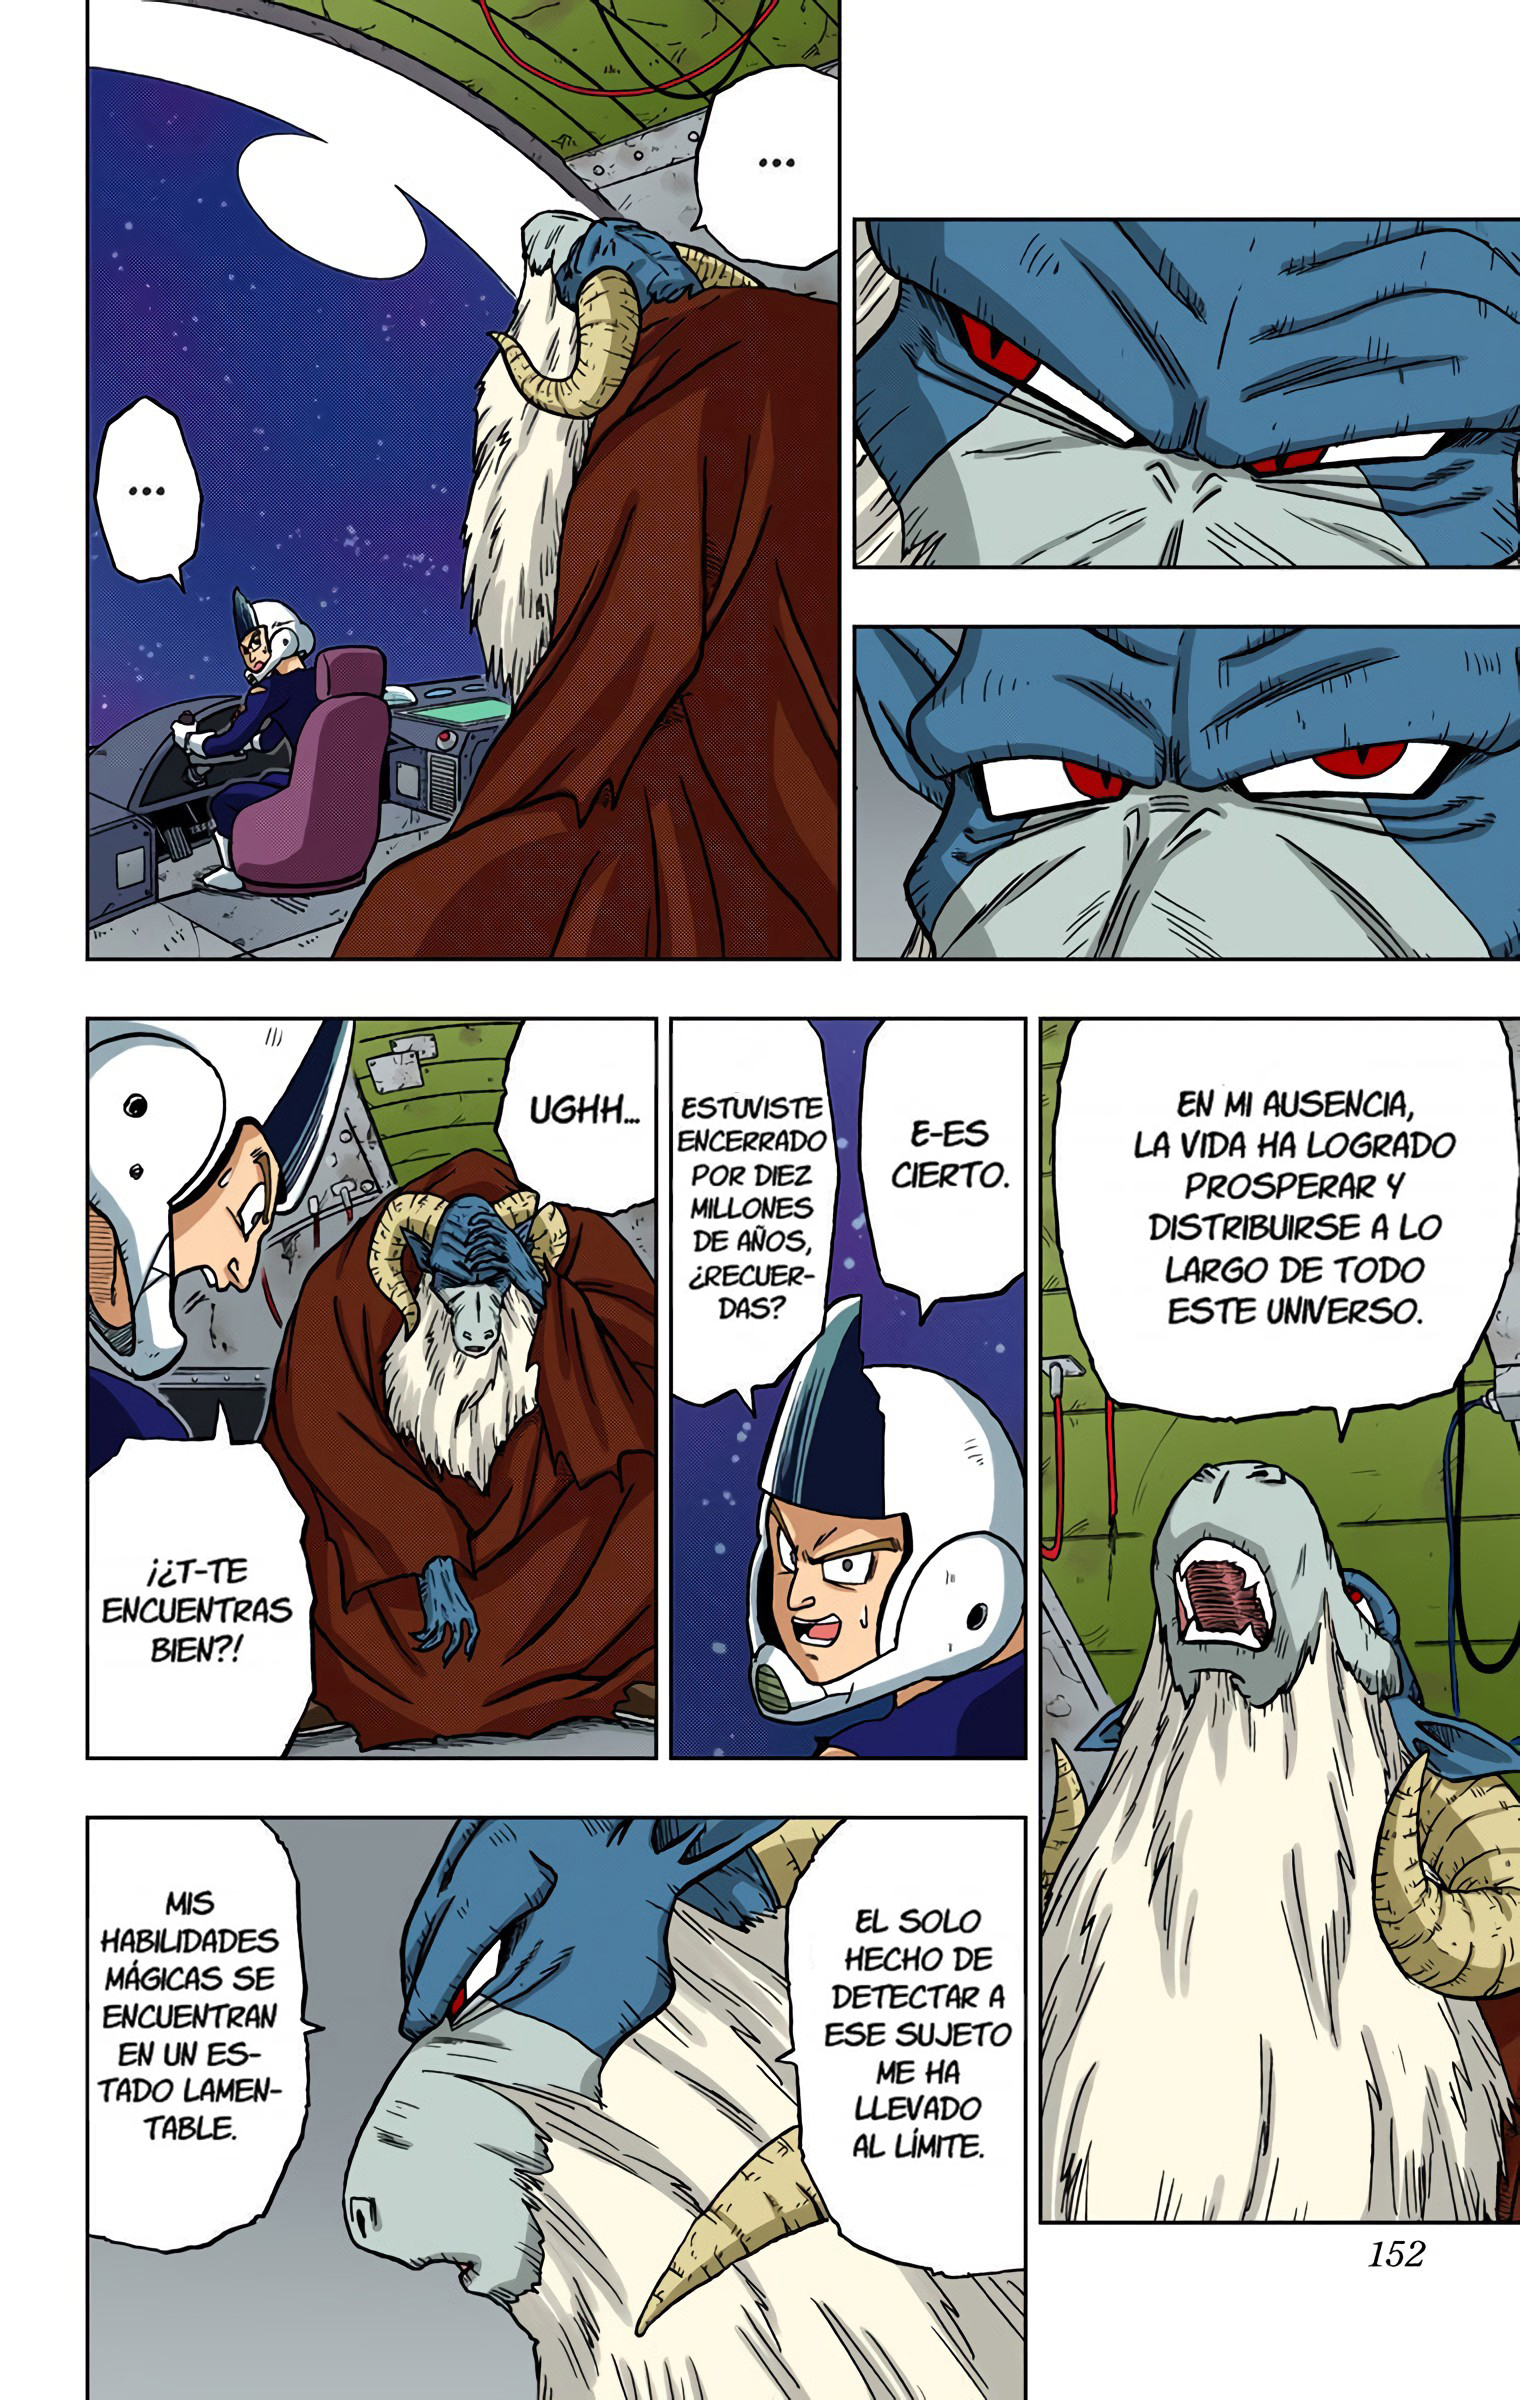 ...
...
EN MI AUSENCIA,
LA VIDA HA LOGRADO
PROSPERAR Y
DISTRIBUIRSE A LO
LARGO DE TODO
ESTE UNIVERSO.
E-ES
CIERTO.
ESTUVISTE
ENCERRADO
POR DIEZ
MILLONES
DE AÑOS,
¿RECUER-
DAS?
UGHH...
¡¿T-TE
ENCUENTRAS
BIEN?!
EL SOLO
HECHO DE
DETECTAR A
ESE SUJETO
ME HA
LLEVADO
AL LÍMITE.
MIS
HABILIDADES
MÁGICAS SE
ENCUENTRAN
EN UN ES-
TADO LAMEN-
TABLE.
152